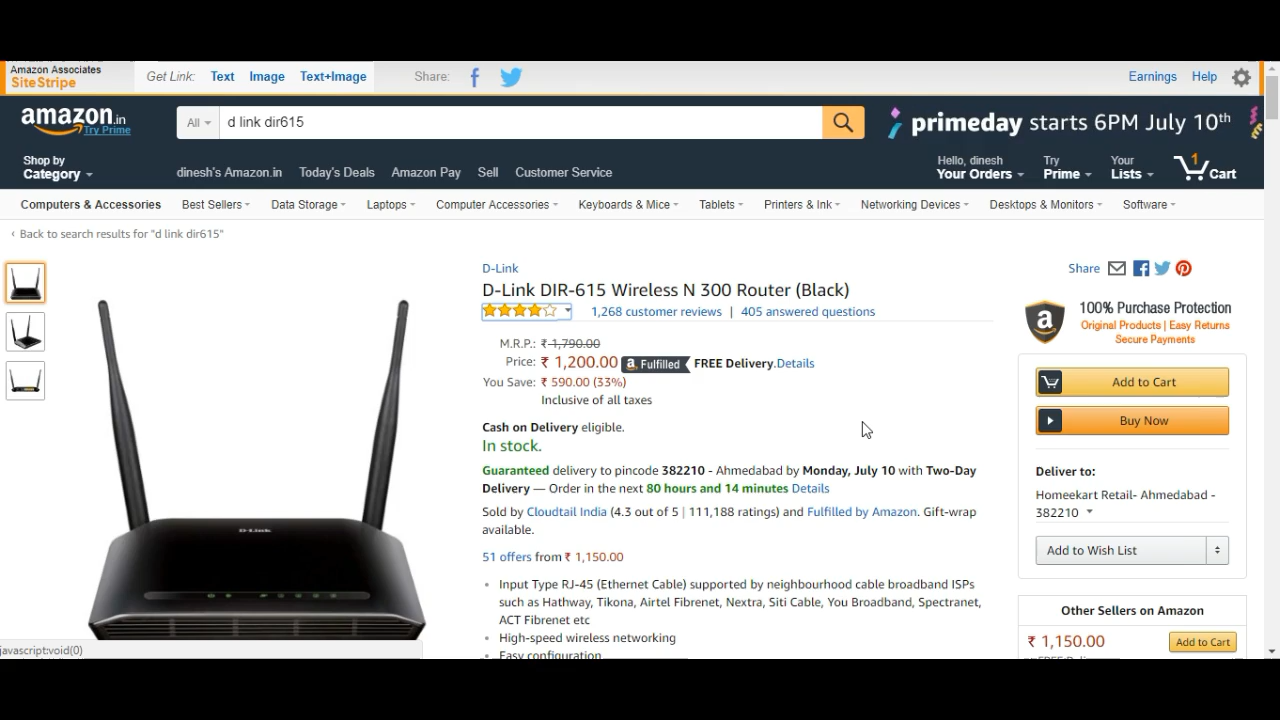 Amazon Associates
SiteStripe
Get Link: Text Image Text+Image Share: Earnings Help
amazon.in
Try Prime
All d link dir615
primeday starts 6PM July 10th
Shop by
Category
dinesh's Amazon.in Today's Deals Amazon Pay Sell Customer Service
Hello, dinesh
Your Orders
Try
Prime
Your
Lists
1
Cart
Computers & Accessories Best Sellers Data Storage Laptops Computer Accessories Keyboards & Mice Tablets Printers & Ink Networking Devices Desktops & Monitors Software
‹ Back to search results for "d link dir615"
D-Link
D-Link
D-Link DIR-615 Wireless N 300 Router (Black)
1,268 customer reviews | 405 answered questions
M.R.P.: ₹ 1,790.00
Price: ₹ 1,200.00 a Fulfilled FREE Delivery.Details
You Save: ₹ 590.00 (33%)
Inclusive of all taxes
Cash on Delivery eligible.
In stock.
Guaranteed delivery to pincode 382210 - Ahmedabad by Monday, July 10 with Two-Day
Delivery — Order in the next 80 hours and 14 minutes Details
Sold by Cloudtail India (4.3 out of 5 | 111,188 ratings) and Fulfilled by Amazon. Gift-wrap
available.
51 offers from ₹ 1,150.00
• Input Type RJ-45 (Ethernet Cable) supported by neighbourhood cable broadband ISPs
such as Hathway, Tikona, Airtel Fibrenet, Nextra, Siti Cable, You Broadband, Spectranet,
ACT Fibrenet etc
• High-speed wireless networking
• Easy configuration
Share
a
100% Purchase Protection
Original Products | Easy Returns
Secure Payments
Add to Cart
Buy Now
Deliver to:
Homeekart Retail- Ahmedabad -
382210
Add to Wish List
Other Sellers on Amazon
₹ 1,150.00 Add to Cart
javascript:void(0)